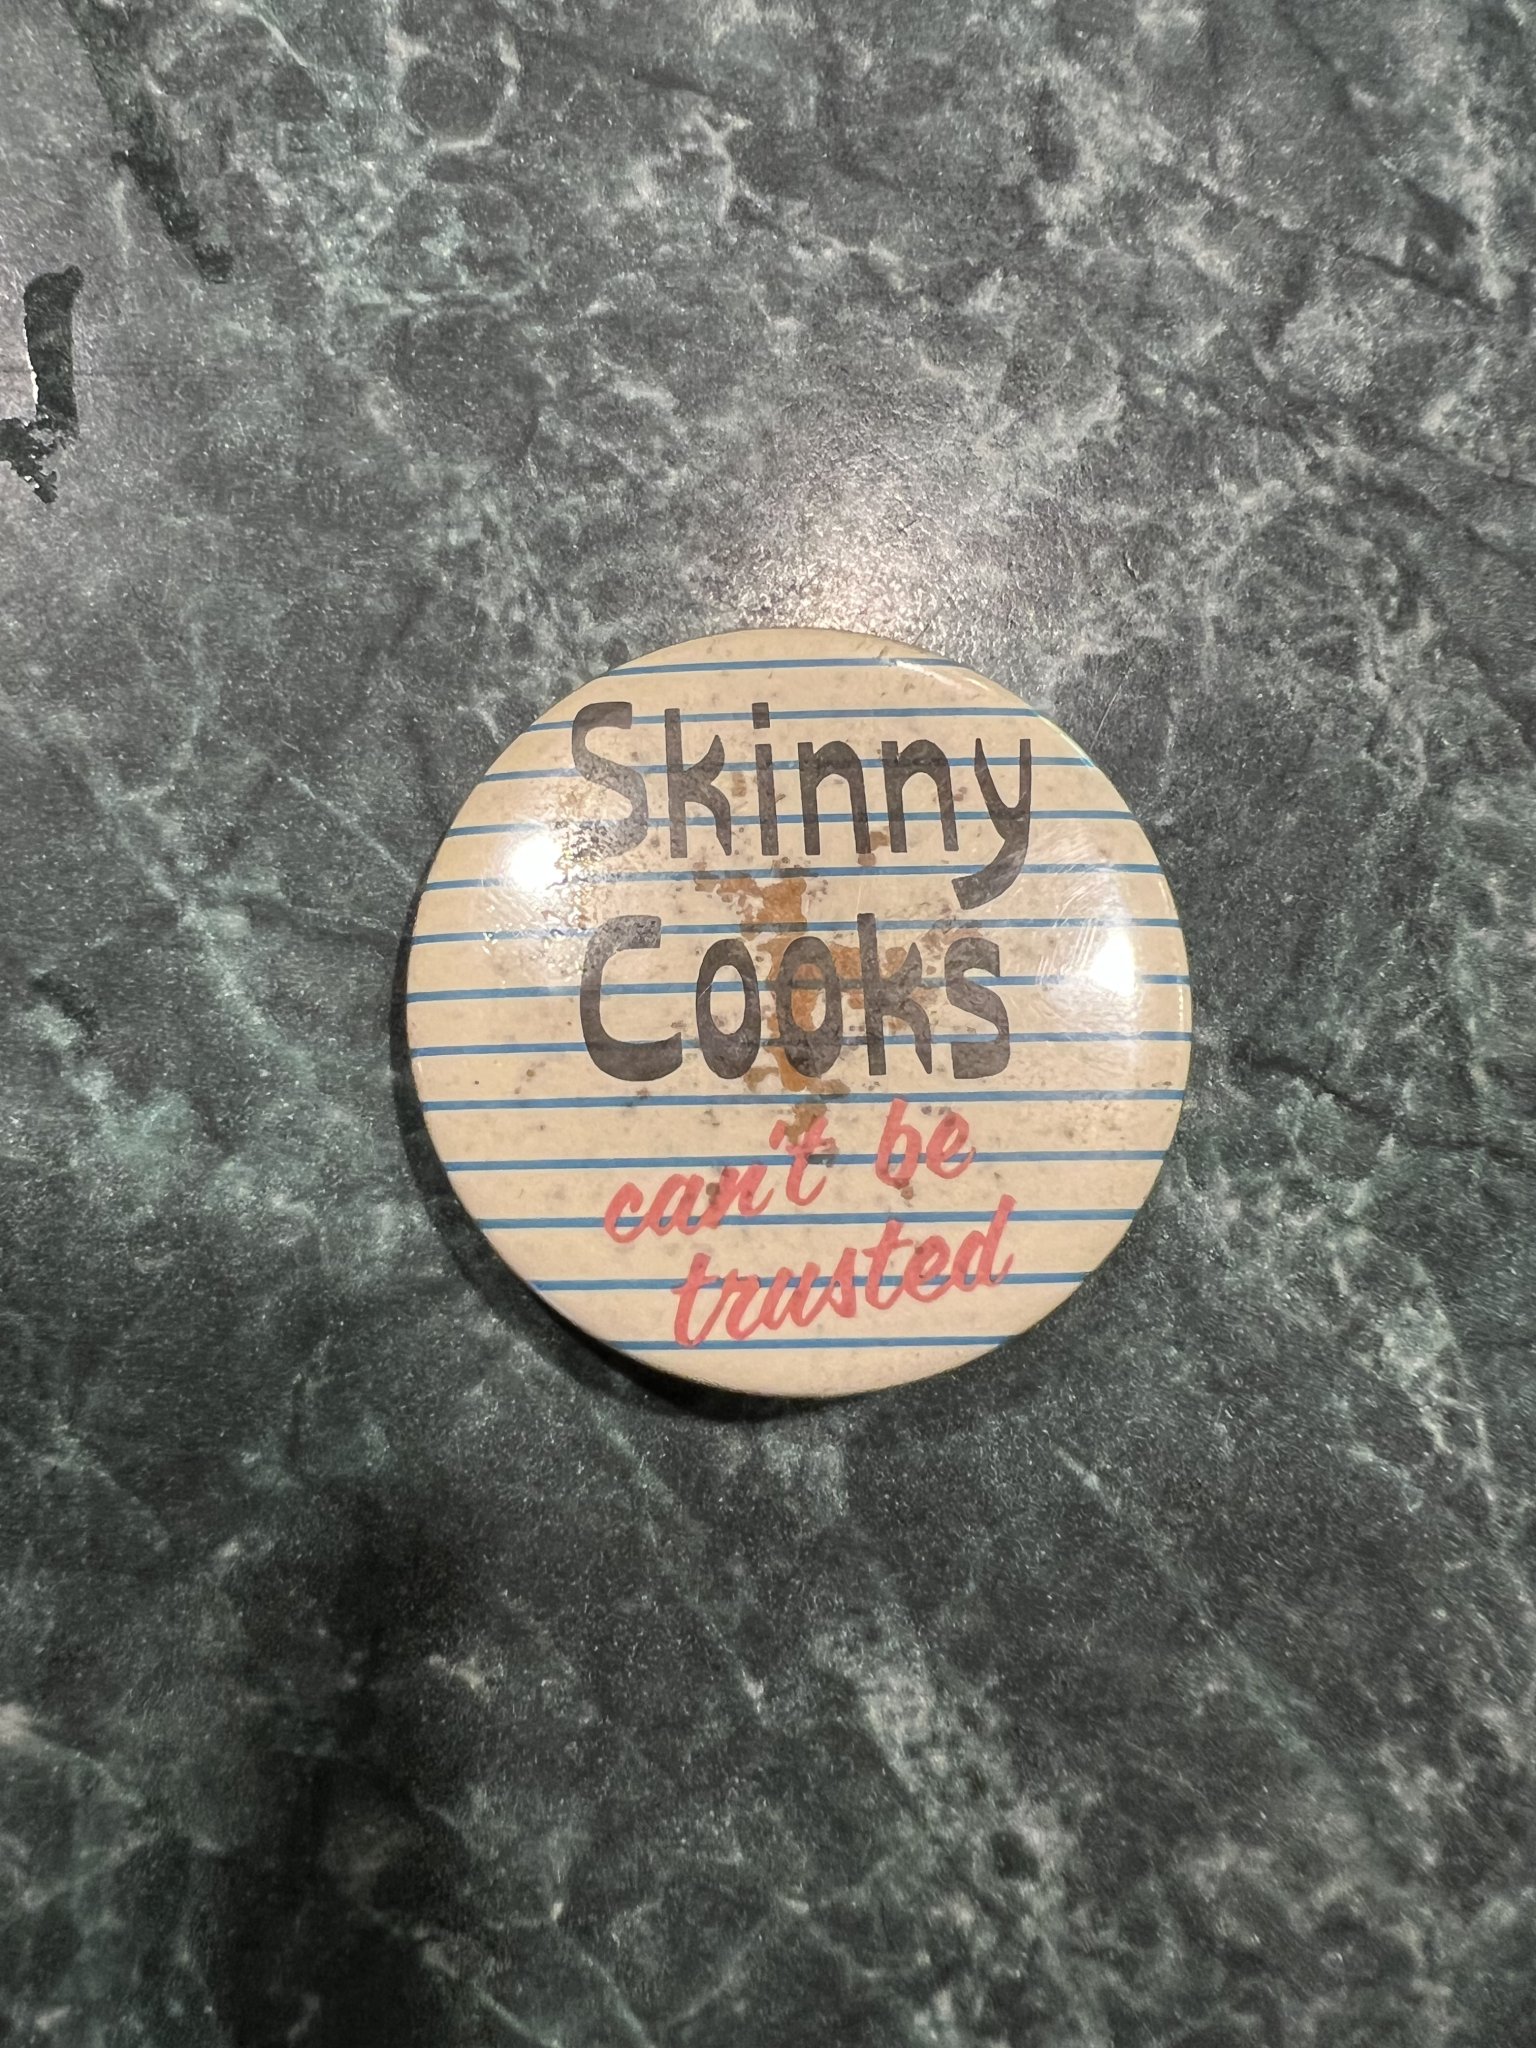 Skinny
Cooks
can't be
trusted